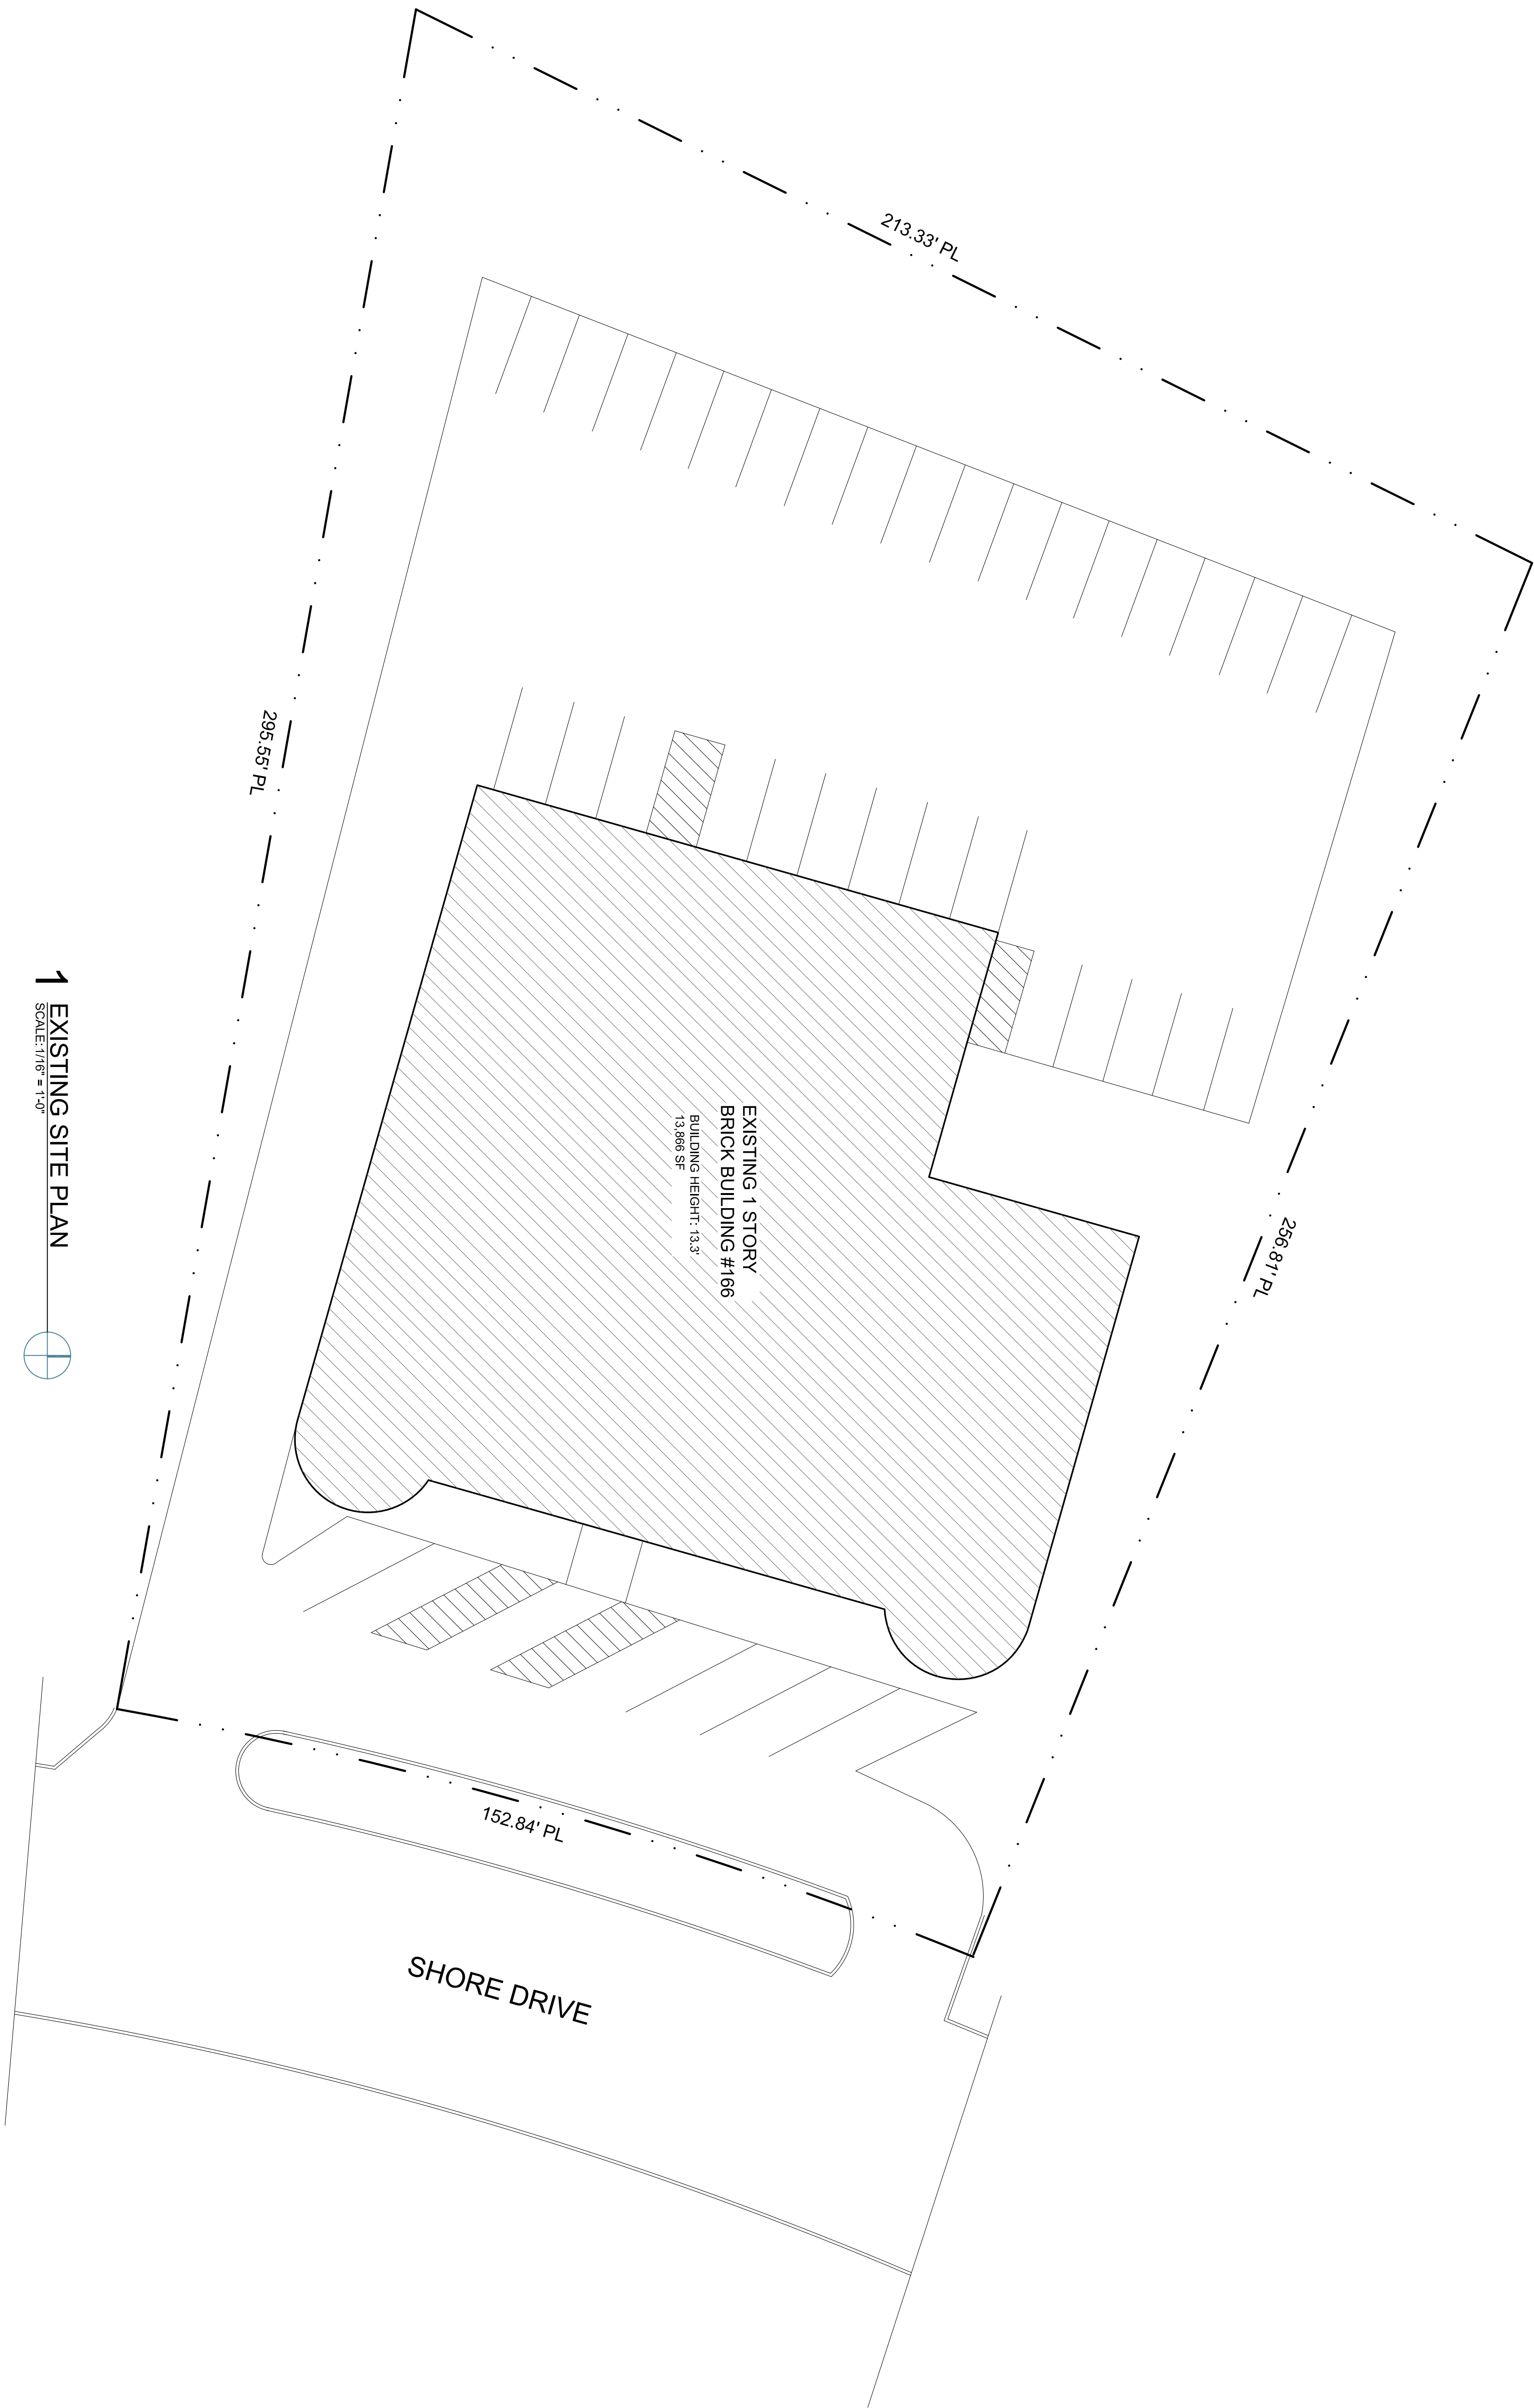 213.33' PL
295.55' PL
256.81' PL
EXISTING 1 STORY
BRICK BUILDING #166
BUILDING HEIGHT: 13.3'
13,866 SF
152.84' PL
SHORE DRIVE
1 EXISTING SITE PLAN
SCALE: 1/16" = 1'-0"